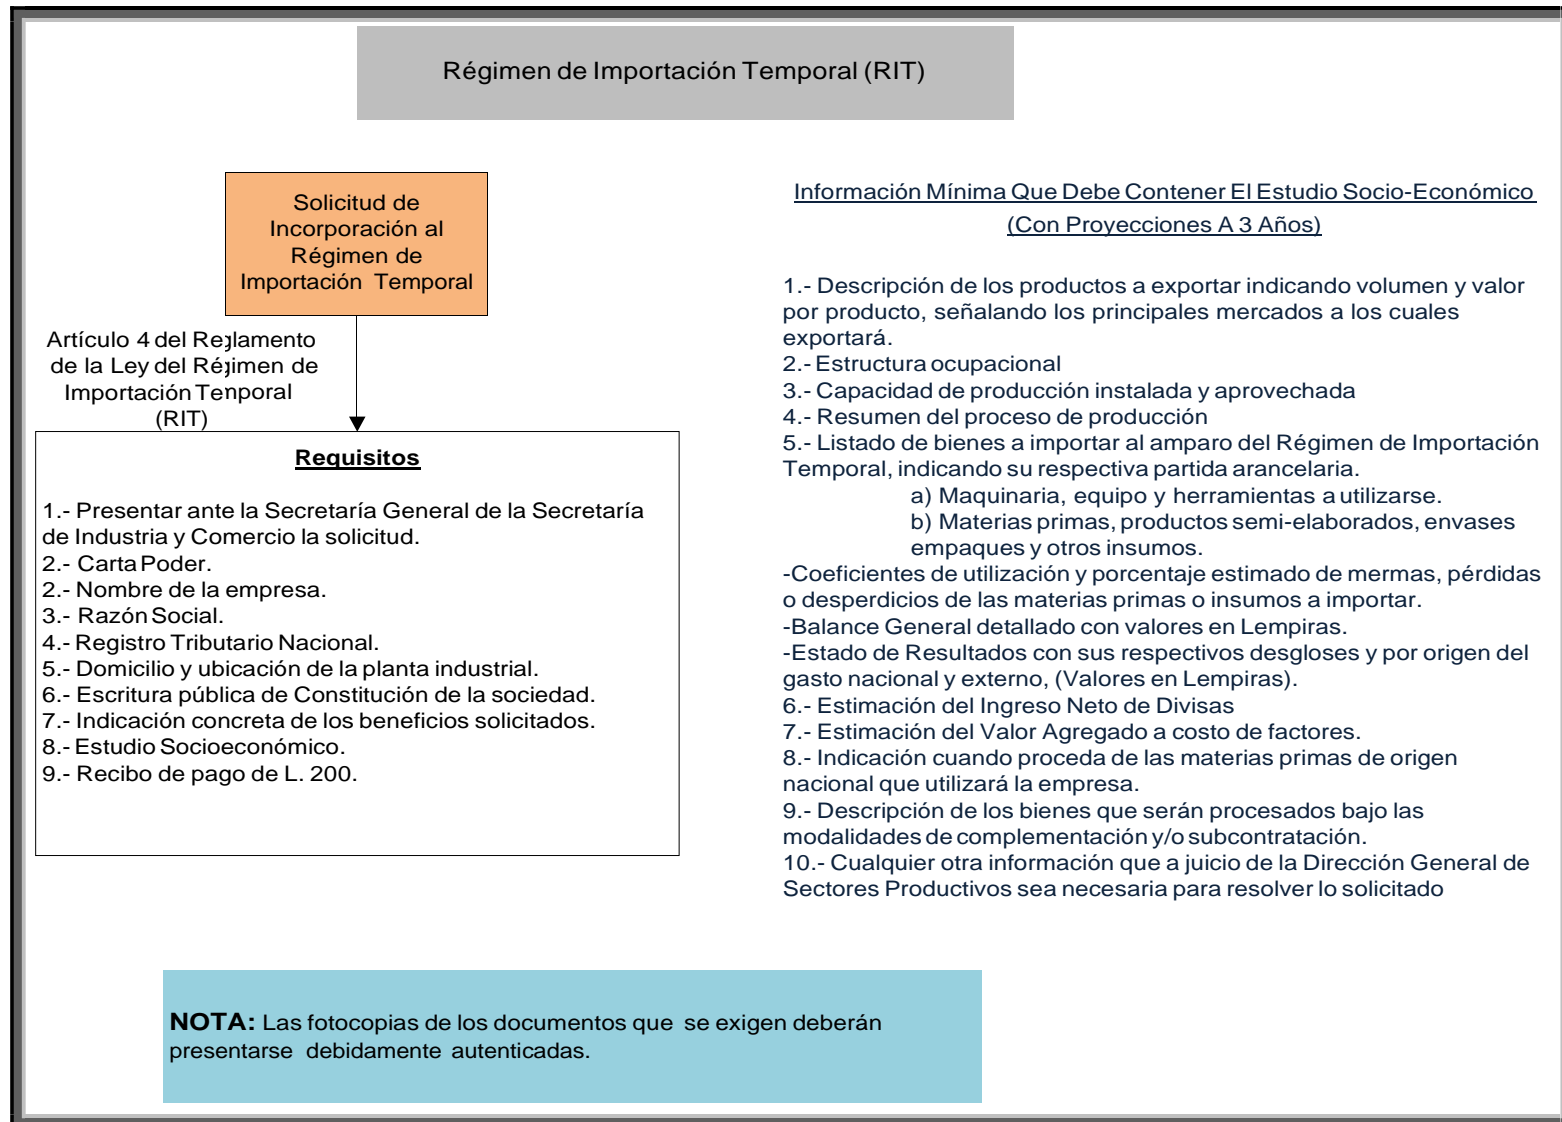 Régimen de Importación Temporal (RIT)
Solicitud de
Incorporación al
Régimen de
Importación Temporal
Artículo 4 del Reglamento
de la Ley del Régimen de
Importación Temporal
(RIT)
Requisitos
1.- Presentar ante la Secretaría General de la Secretaría
de Industria y Comercio la solicitud.
2.- Carta Poder.
2.- Nombre de la empresa.
3.- Razón Social.
4.- Registro Tributario Nacional.
5.- Domicilio y ubicación de la planta industrial.
6.- Escritura pública de Constitución de la sociedad.
7.- Indicación concreta de los beneficios solicitados.
8.- Estudio Socioeconómico.
9.- Recibo de pago de L. 200.
Información Mínima Que Debe Contener El Estudio Socio-Económico
(Con Proyecciones A 3 Años)
1.- Descripción de los productos a exportar indicando volumen y valor
por producto, señalando los principales mercados a los cuales
exportará.
2.- Estructura ocupacional
3.- Capacidad de producción instalada y aprovechada
4.- Resumen del proceso de producción
5.- Listado de bienes a importar al amparo del Régimen de Importación
Temporal, indicando su respectiva partida arancelaria.
a) Maquinaria, equipo y herramientas a utilizarse.
b) Materias primas, productos semi-elaborados, envases
empaques y otros insumos.
-Coeficientes de utilización y porcentaje estimado de mermas, pérdidas
o desperdicios de las materias primas o insumos a importar.
-Balance General detallado con valores en Lempiras.
-Estado de Resultados con sus respectivos desgloses y por origen del
gasto nacional y externo, (Valores en Lempiras).
6.- Estimación del Ingreso Neto de Divisas
7.- Estimación del Valor Agregado a costo de factores.
8.- Indicación cuando proceda de las materias primas de origen
nacional que utilizará la empresa.
9.- Descripción de los bienes que serán procesados bajo las
modalidades de complementación y/o subcontratación.
10.- Cualquier otra información que a juicio de la Dirección General de
Sectores Productivos sea necesaria para resolver lo solicitado
NOTA: Las fotocopias de los documentos que se exigen deberán
presentarse debidamente autenticadas.